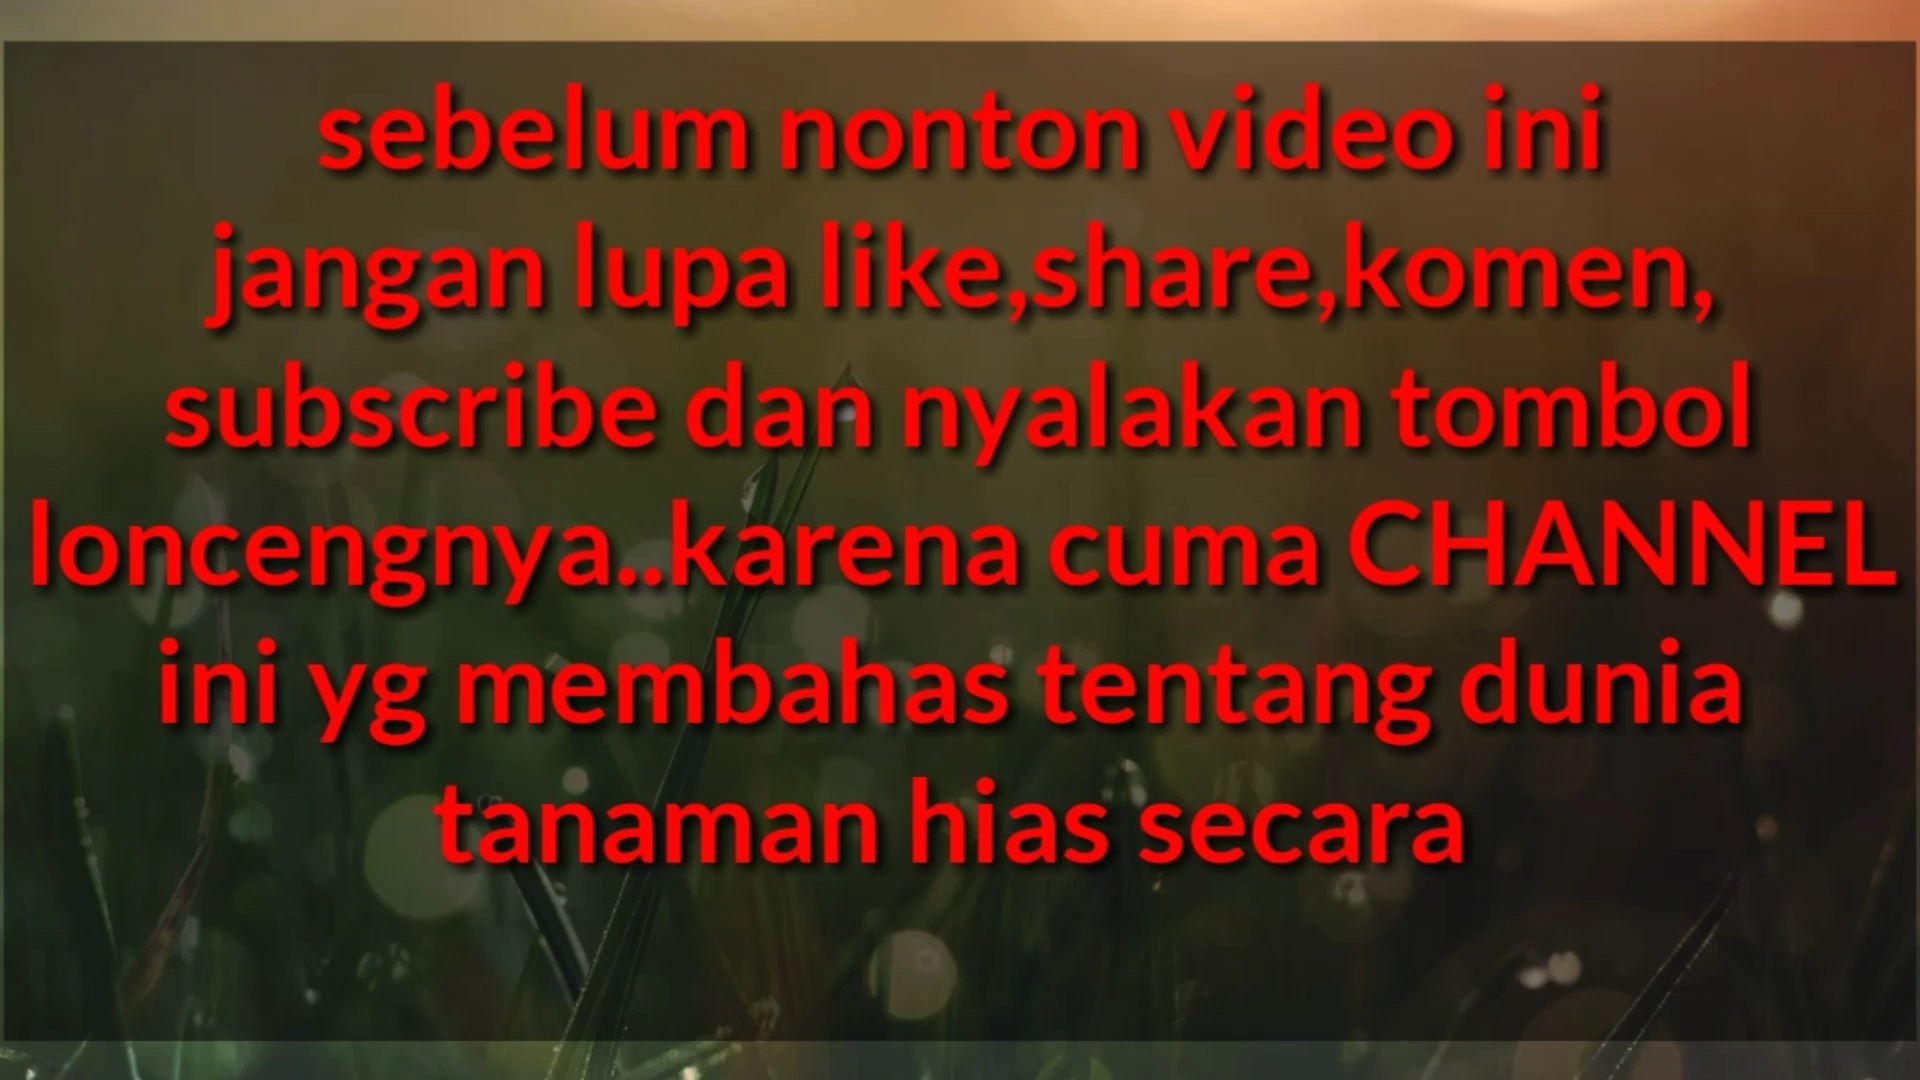 sebelum nonton video ini
jangan lupa like,share,komen,
subscribe dan nyalakan tombol
loncengnya..karena cuma CHANNEL
ini yg membahas tentang dunia
tanaman hias secara